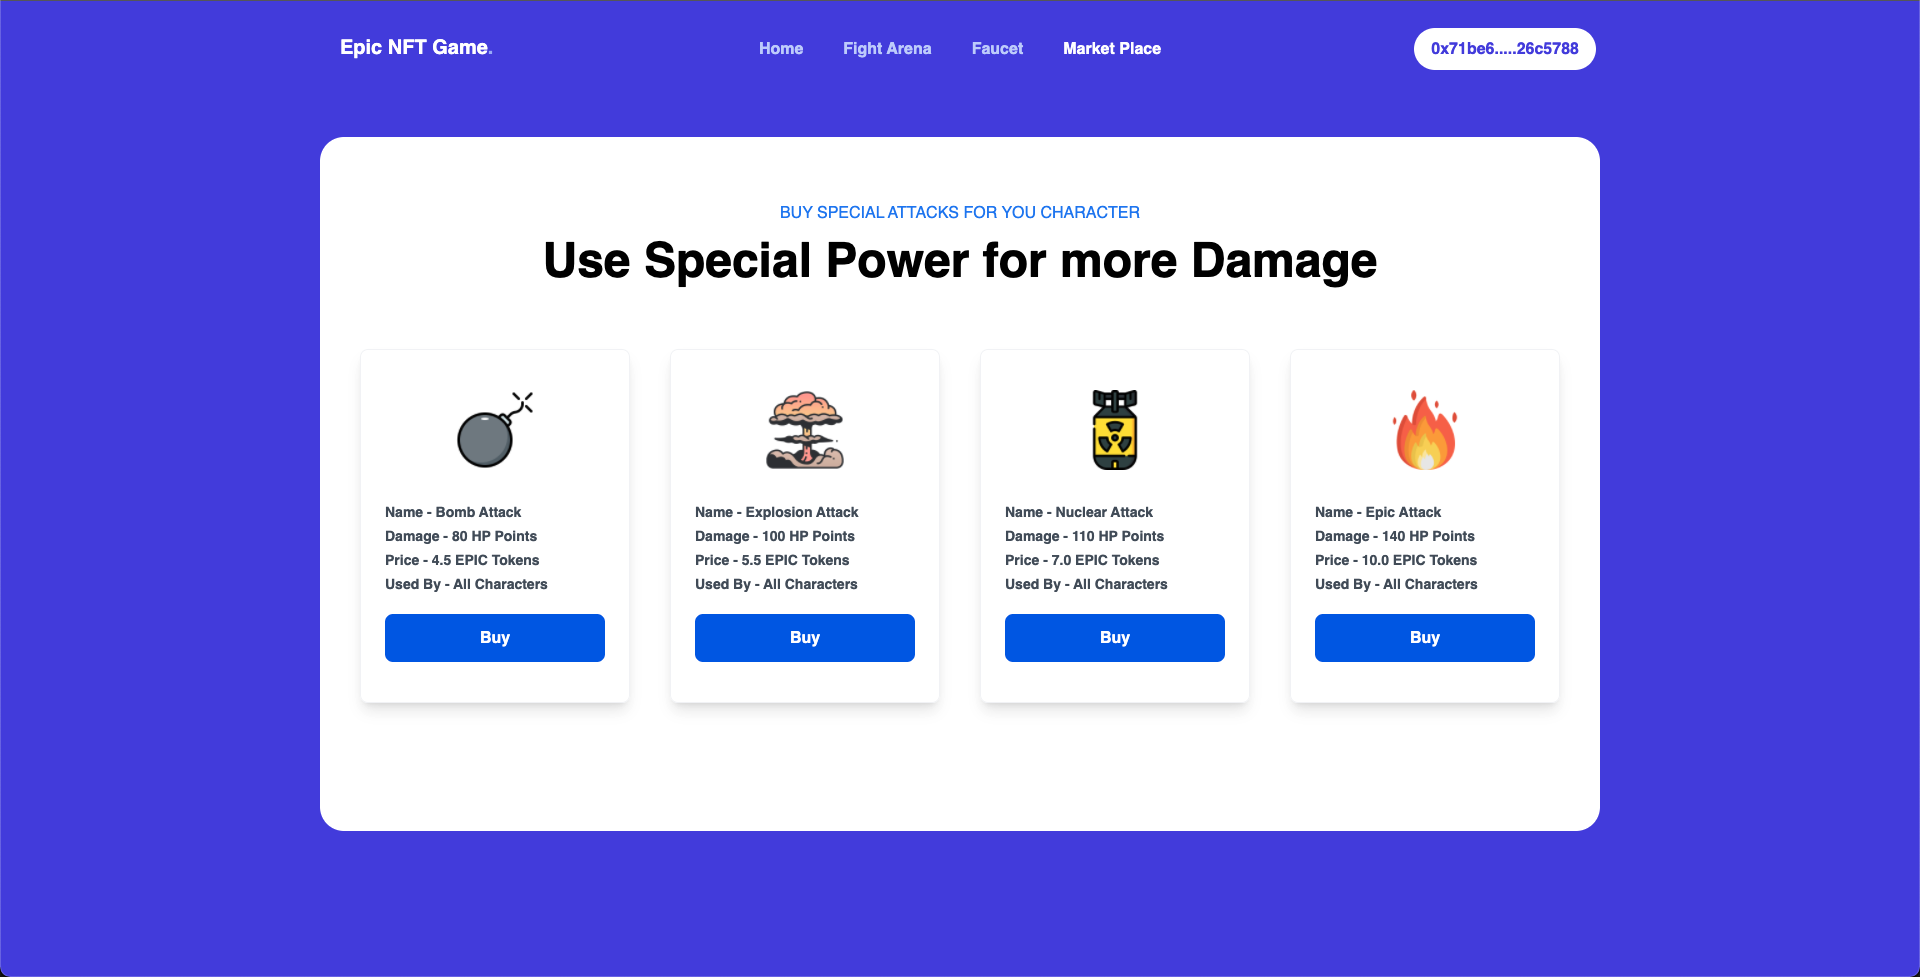 Epic NFT Game.
Home
Fight Arena
Faucet
Market Place
0x71be6.....26c5788
BUY SPECIAL ATTACKS FOR YOU CHARACTER
Use Special Power for more Damage
Name - Bomb Attack
Damage - 80 HP Points
Price - 4.5 EPIC Tokens
Used By - All Characters
Buy
Name - Explosion Attack
Damage - 100 HP Points
Price - 5.5 EPIC Tokens
Used By - All Characters
Buy
Name - Nuclear Attack
Damage - 110 HP Points
Price - 7.0 EPIC Tokens
Used By - All Characters
Buy
Name - Epic Attack
Damage - 140 HP Points
Price - 10.0 EPIC Tokens
Used By - All Characters
Buy